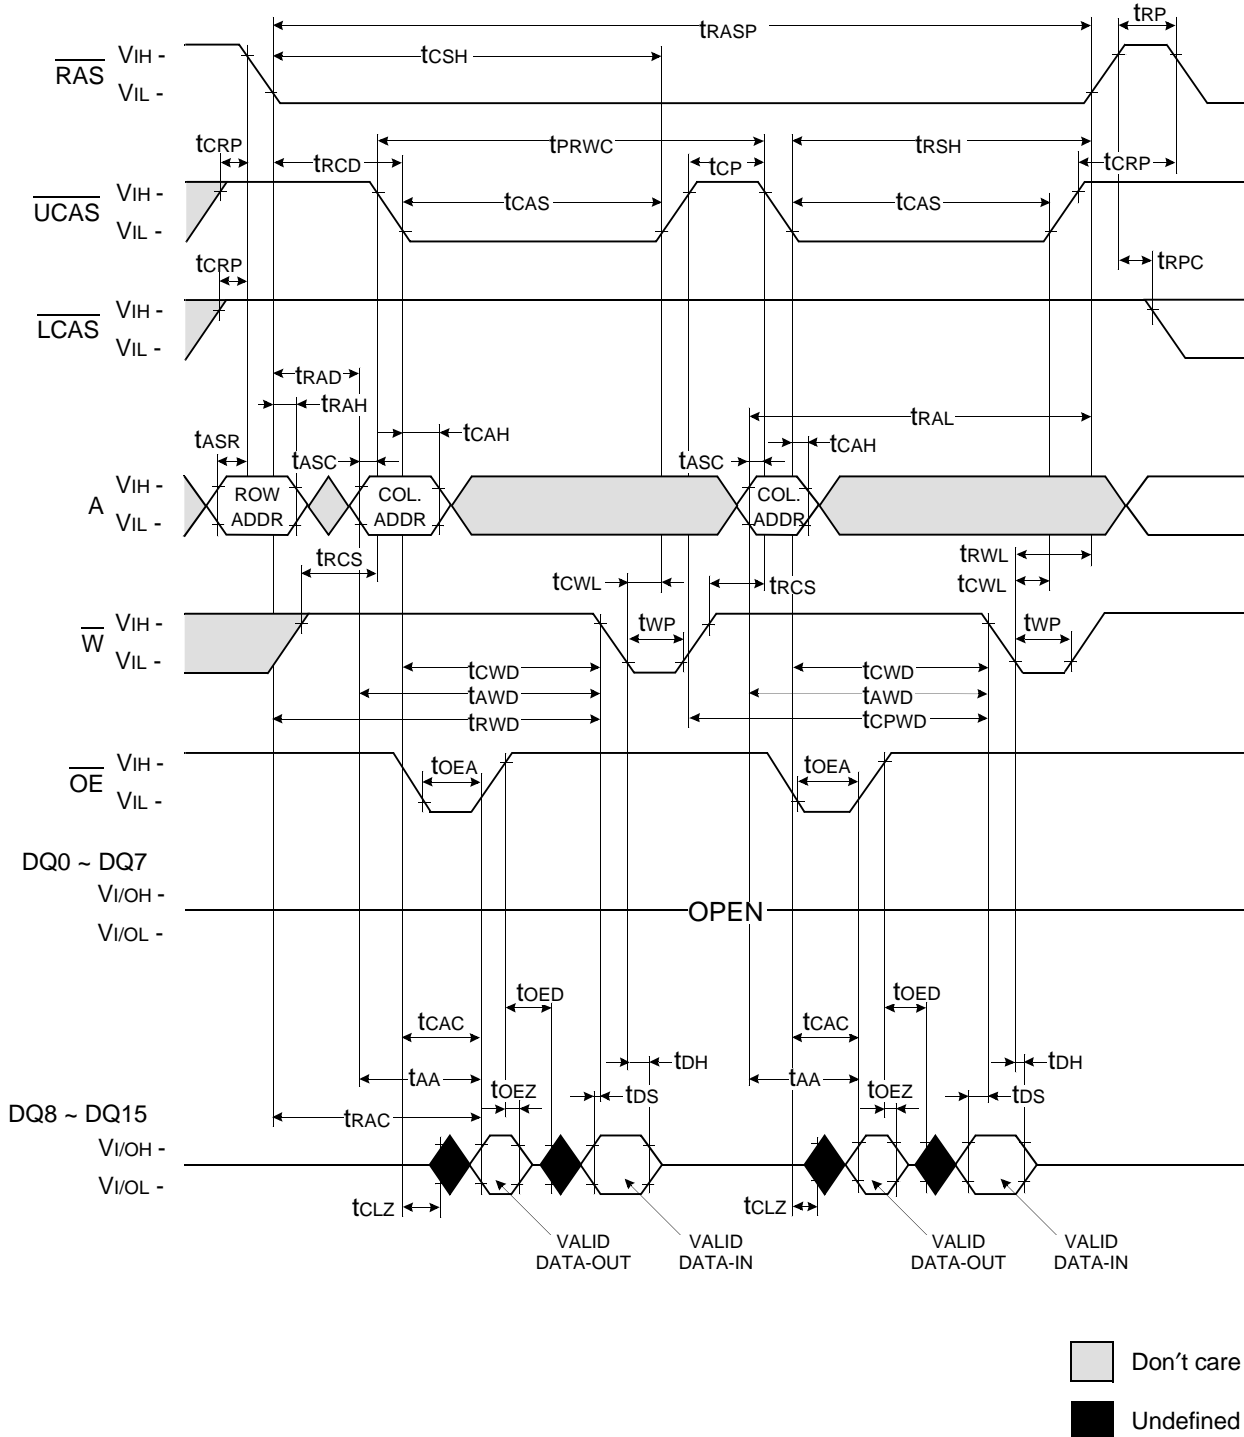 tRASP
tRP
RAS
VIH -
VIL -
tCSH
tCRP
tRCD
tPRWC
tCP
tRSH
tCRP
UCAS
VIH -
VIL -
tCAS
tCAS
tCRP
tRPC
LCAS
VIH -
VIL -
tRAD
tRAH
tASR
tASC
tCAH
tRAL
tASC
tCAH
A
VIH -
VIL -
ROW
ADDR
COL.
ADDR
COL.
ADDR
tRCS
tCWL
tRCS
tRWL
tCWL
W
VIH -
VIL -
tWP
tWP
tCWD
tAWD
tRWD
tCWD
tAWD
tCPWD
OE
VIH -
VIL -
tOEA
tOEA
DQ0 ~ DQ7
VI/OH -
VI/OL -
OPEN
tOED
tCAC
tAA
tOEZ
tRAC
tDS
tDH
tOED
tCAC
tAA
tOEZ
tDS
tDH
DQ8 ~ DQ15
VI/OH -
VI/OL -
tCLZ
tCLZ
VALID
DATA-OUT
VALID
DATA-IN
VALID
DATA-OUT
VALID
DATA-IN
Don′t care
Undefined